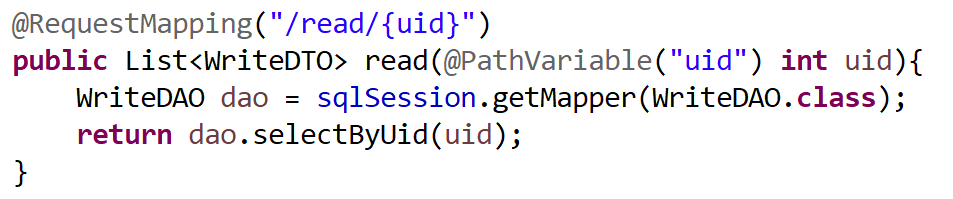 @RequestMapping("/read/{uid}")
public List<WriteDTO> read(@PathVariable("uid") int uid){
    WriteDAO dao = sqlSession.getMapper(WriteDAO.class);
    return dao.selectByUid(uid);
}